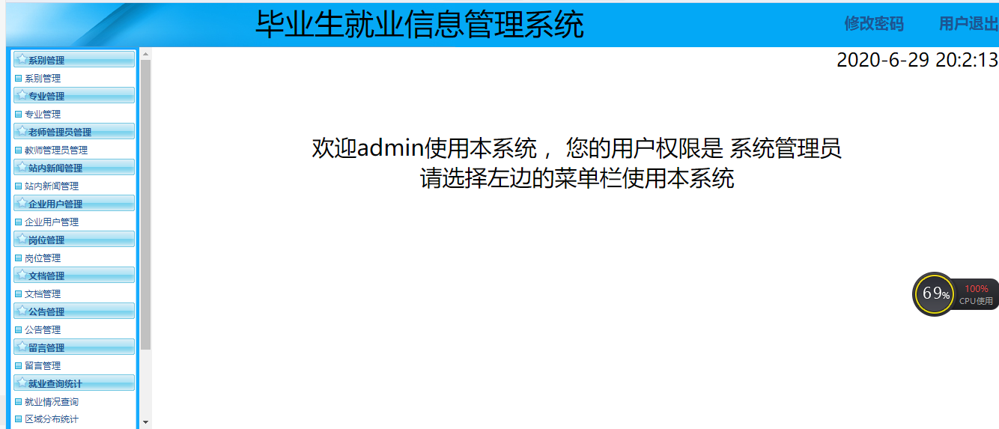 毕业生就业信息管理系统
修改密码 用户退出
2020-6-29 20:2:13
系别管理
系别管理
专业管理
专业管理
老师管理员管理
教师管理员管理
站内新闻管理
站内新闻管理
企业用户管理
企业用户管理
岗位管理
岗位管理
文档管理
文档管理
公告管理
公告管理
留言管理
留言管理
就业查询统计
就业情况查询
区域分布统计
欢迎admin使用本系统 ，您的用户权限是 系统管理员
请选择左边的菜单栏使用本系统
69%
100%
CPU使用